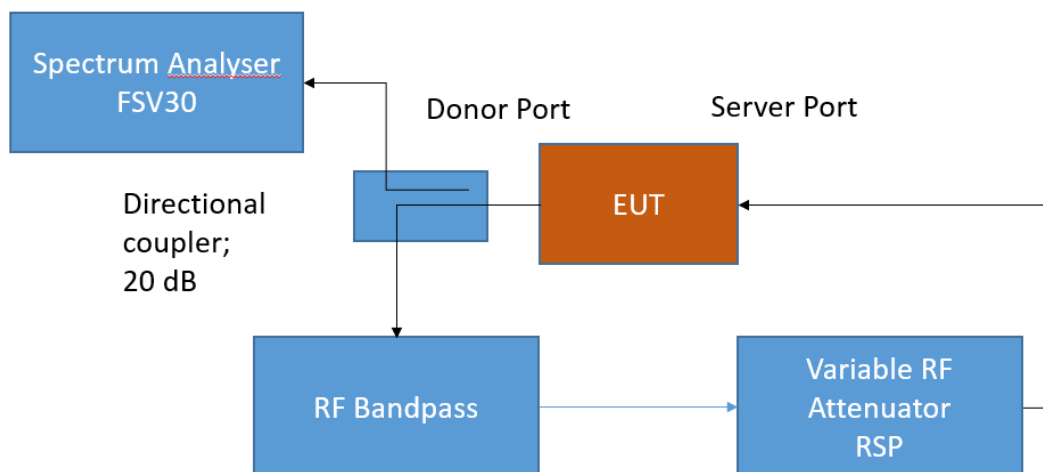 Spectrum Analyser
FSV30
Donor Port
Server Port
EUT
Directional
coupler;
20 dB
RF Bandpass
Variable RF
Attenuator
RSP